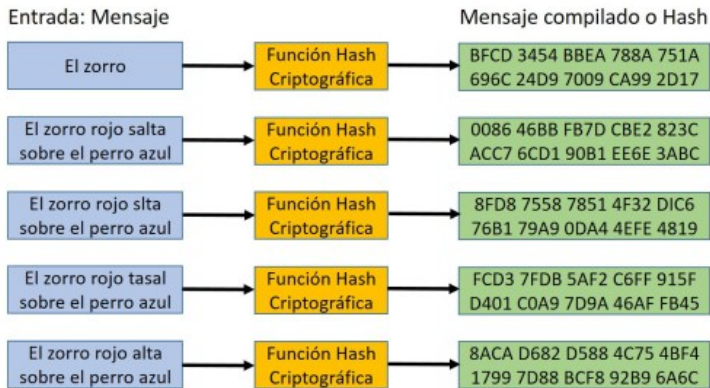 Entrada: Mensaje
Mensaje compilado o Hash
El zorro
Función Hash
Criptográfica
BFCD 3454 BBEA 788A 751A
696C 24D9 7009 CA99 2D17
El zorro rojo salta
sobre el perro azul
Función Hash
Criptográfica
0086 46BB FB7D CBE2 823C
ACC7 6CD1 90B1 EE6E 3ABC
El zorro rojo slta
sobre el perro azul
Función Hash
Criptográfica
8FD8 7558 7851 4F32 DIC6
76B1 79A9 0DA4 4EFE 4819
El zorro rojo tasal
sobre el perro azul
Función Hash
Criptográfica
FCD3 7FDB 5AF2 C6FF 915F
D401 C0A9 7D9A 46AF FB45
El zorro rojo alta
sobre el perro azul
Función Hash
Criptográfica
8ACA D682 D588 4C75 4BF4
1799 7D88 BCF8 92B9 6A6C